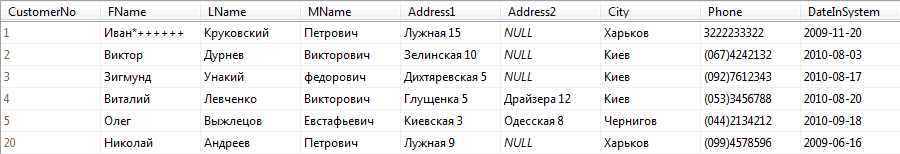 CustomerNo FName LName MName Address1 Address2 City Phone DateInSystem
1 Иван*++++++ Круковский Петрович Лужная 15 NULL Харьков 3222233322 2009-11-20
2 Виктор Дурнев Викторович Зелинская 10 NULL Киев (067)4242132 2010-08-03
3 Зигмунд Унакий федорович Дихтяревская 5 NULL Киев (092)7612343 2010-08-17
4 Виталий Левченко Викторович Глущенка 5 Драйзера 12 Киев (053)3456788 2010-08-20
5 Олег Выжлецов Евстафьевич Киевская 3 Одесская 8 Чернигов (044)2134212 2010-09-18
20 Николай Андреев Петрович Лужная 9 NULL Харьков (099)4578596 2009-06-16